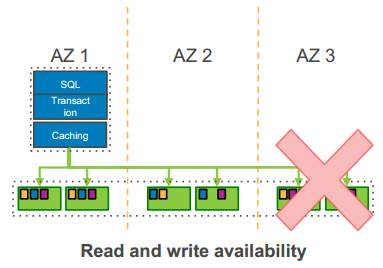 AZ 1
AZ 2
AZ 3
SQL
Transact
ion
Caching
Read and write availability